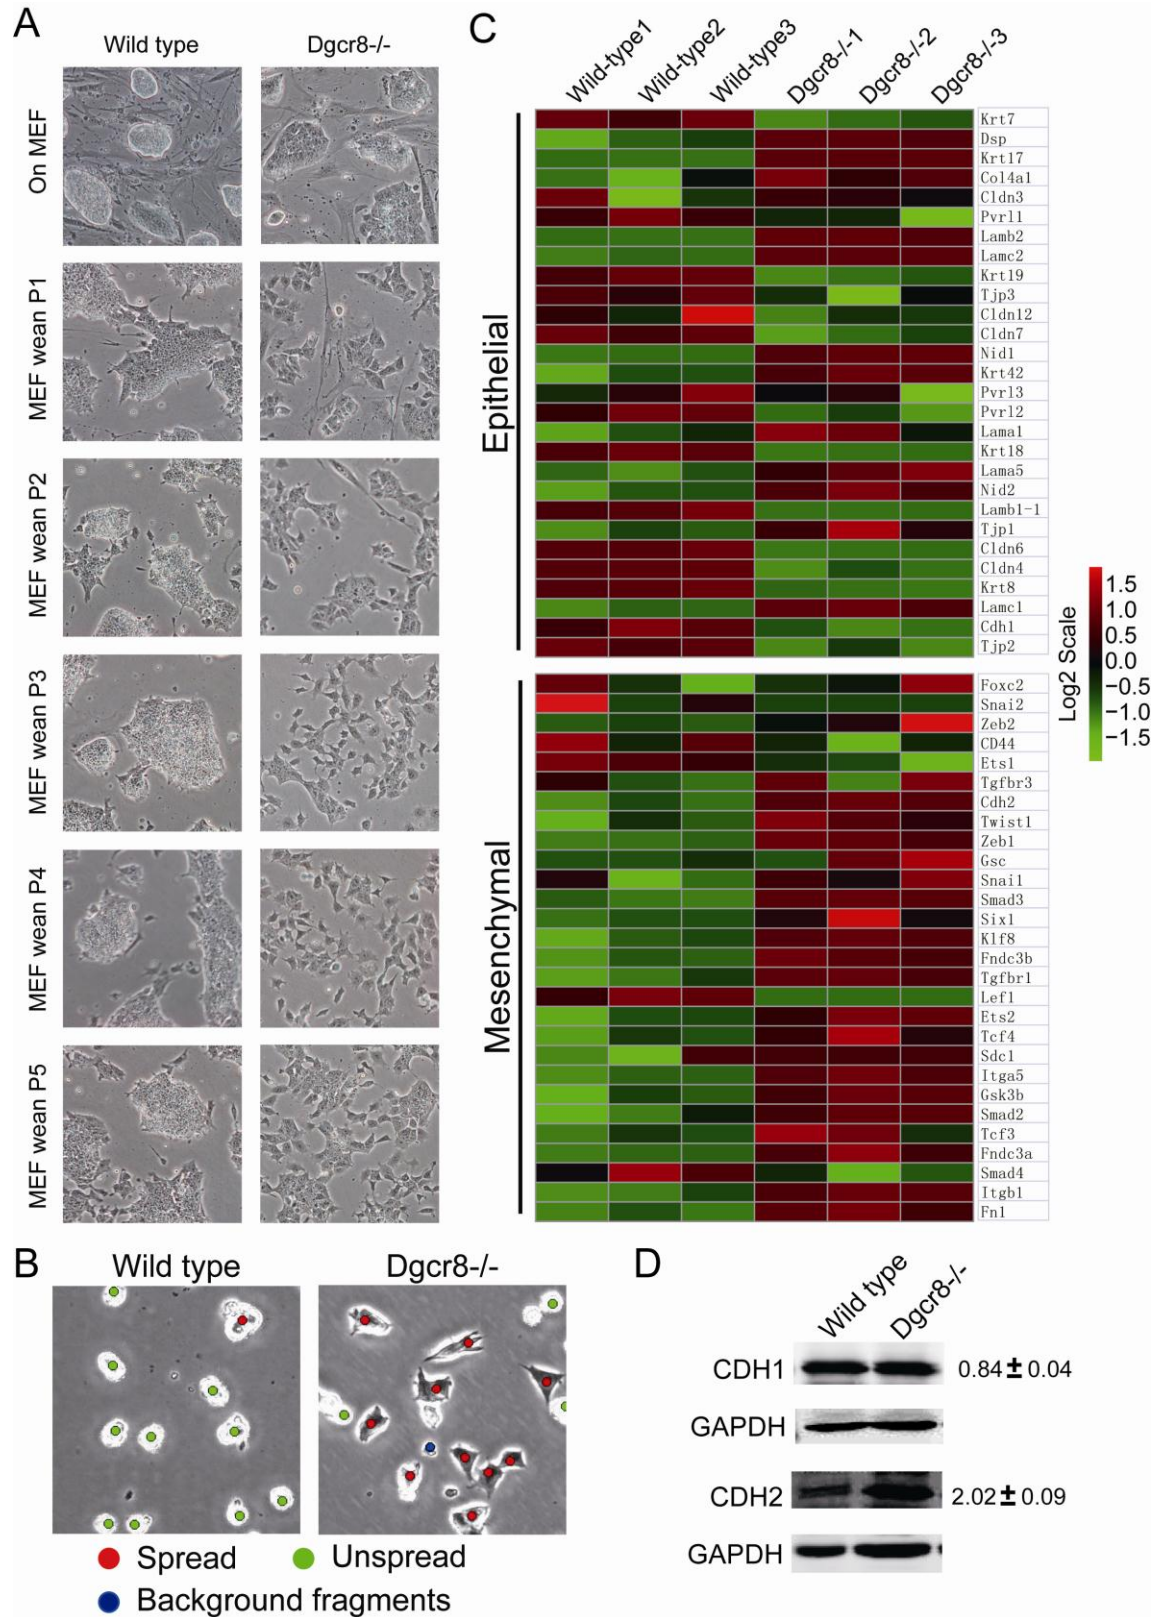 A
Wild type
Dgcr8-/-
On MEF
MEF wean P1
MEF wean P2
MEF wean P3
MEF wean P4
MEF wean P5
C
Wild-type1
Wild-type2
Wild-type3
Dgcr8-/-1
Dgcr8-/-2
Dgcr8-/-3
Epithelial
Krt7
Dsp
Krt17
Col4a1
Cldn3
Pvrl1
Lamb2
Lamc2
Krt19
Tjp3
Cldn12
Cldn7
Nid1
Krt42
Pvrl3
Pvrl2
Lama1
Krt18
Lama5
Nid2
Lamb1-1
Tjp1
Cldn6
Cldn4
Krt8
Lamc1
Cdh1
Tjp2
Mesenchymal
Foxc2
Snai2
Zeb2
CD44
Ets1
Tgfbr3
Cdh2
Twist1
Zeb1
Gsc
Snai1
Smad3
Six1
Klf8
Fndc3b
Tgfbr1
Lef1
Ets2
Tcf4
Sdc1
Itga5
Gsk3b
Smad2
Tcf3
Fndc3a
Smad4
Itgb1
Fn1
Log2 Scale
1.5
1.0
0.5
0.0
−0.5
−1.0
−1.5
B
Wild type
Dgcr8-/-
Spread
Unspread
Background fragments
D
Wild type
Dgcr8-/-
CDH1
0.84 ± 0.04
GAPDH
CDH2
2.02 ± 0.09
GAPDH